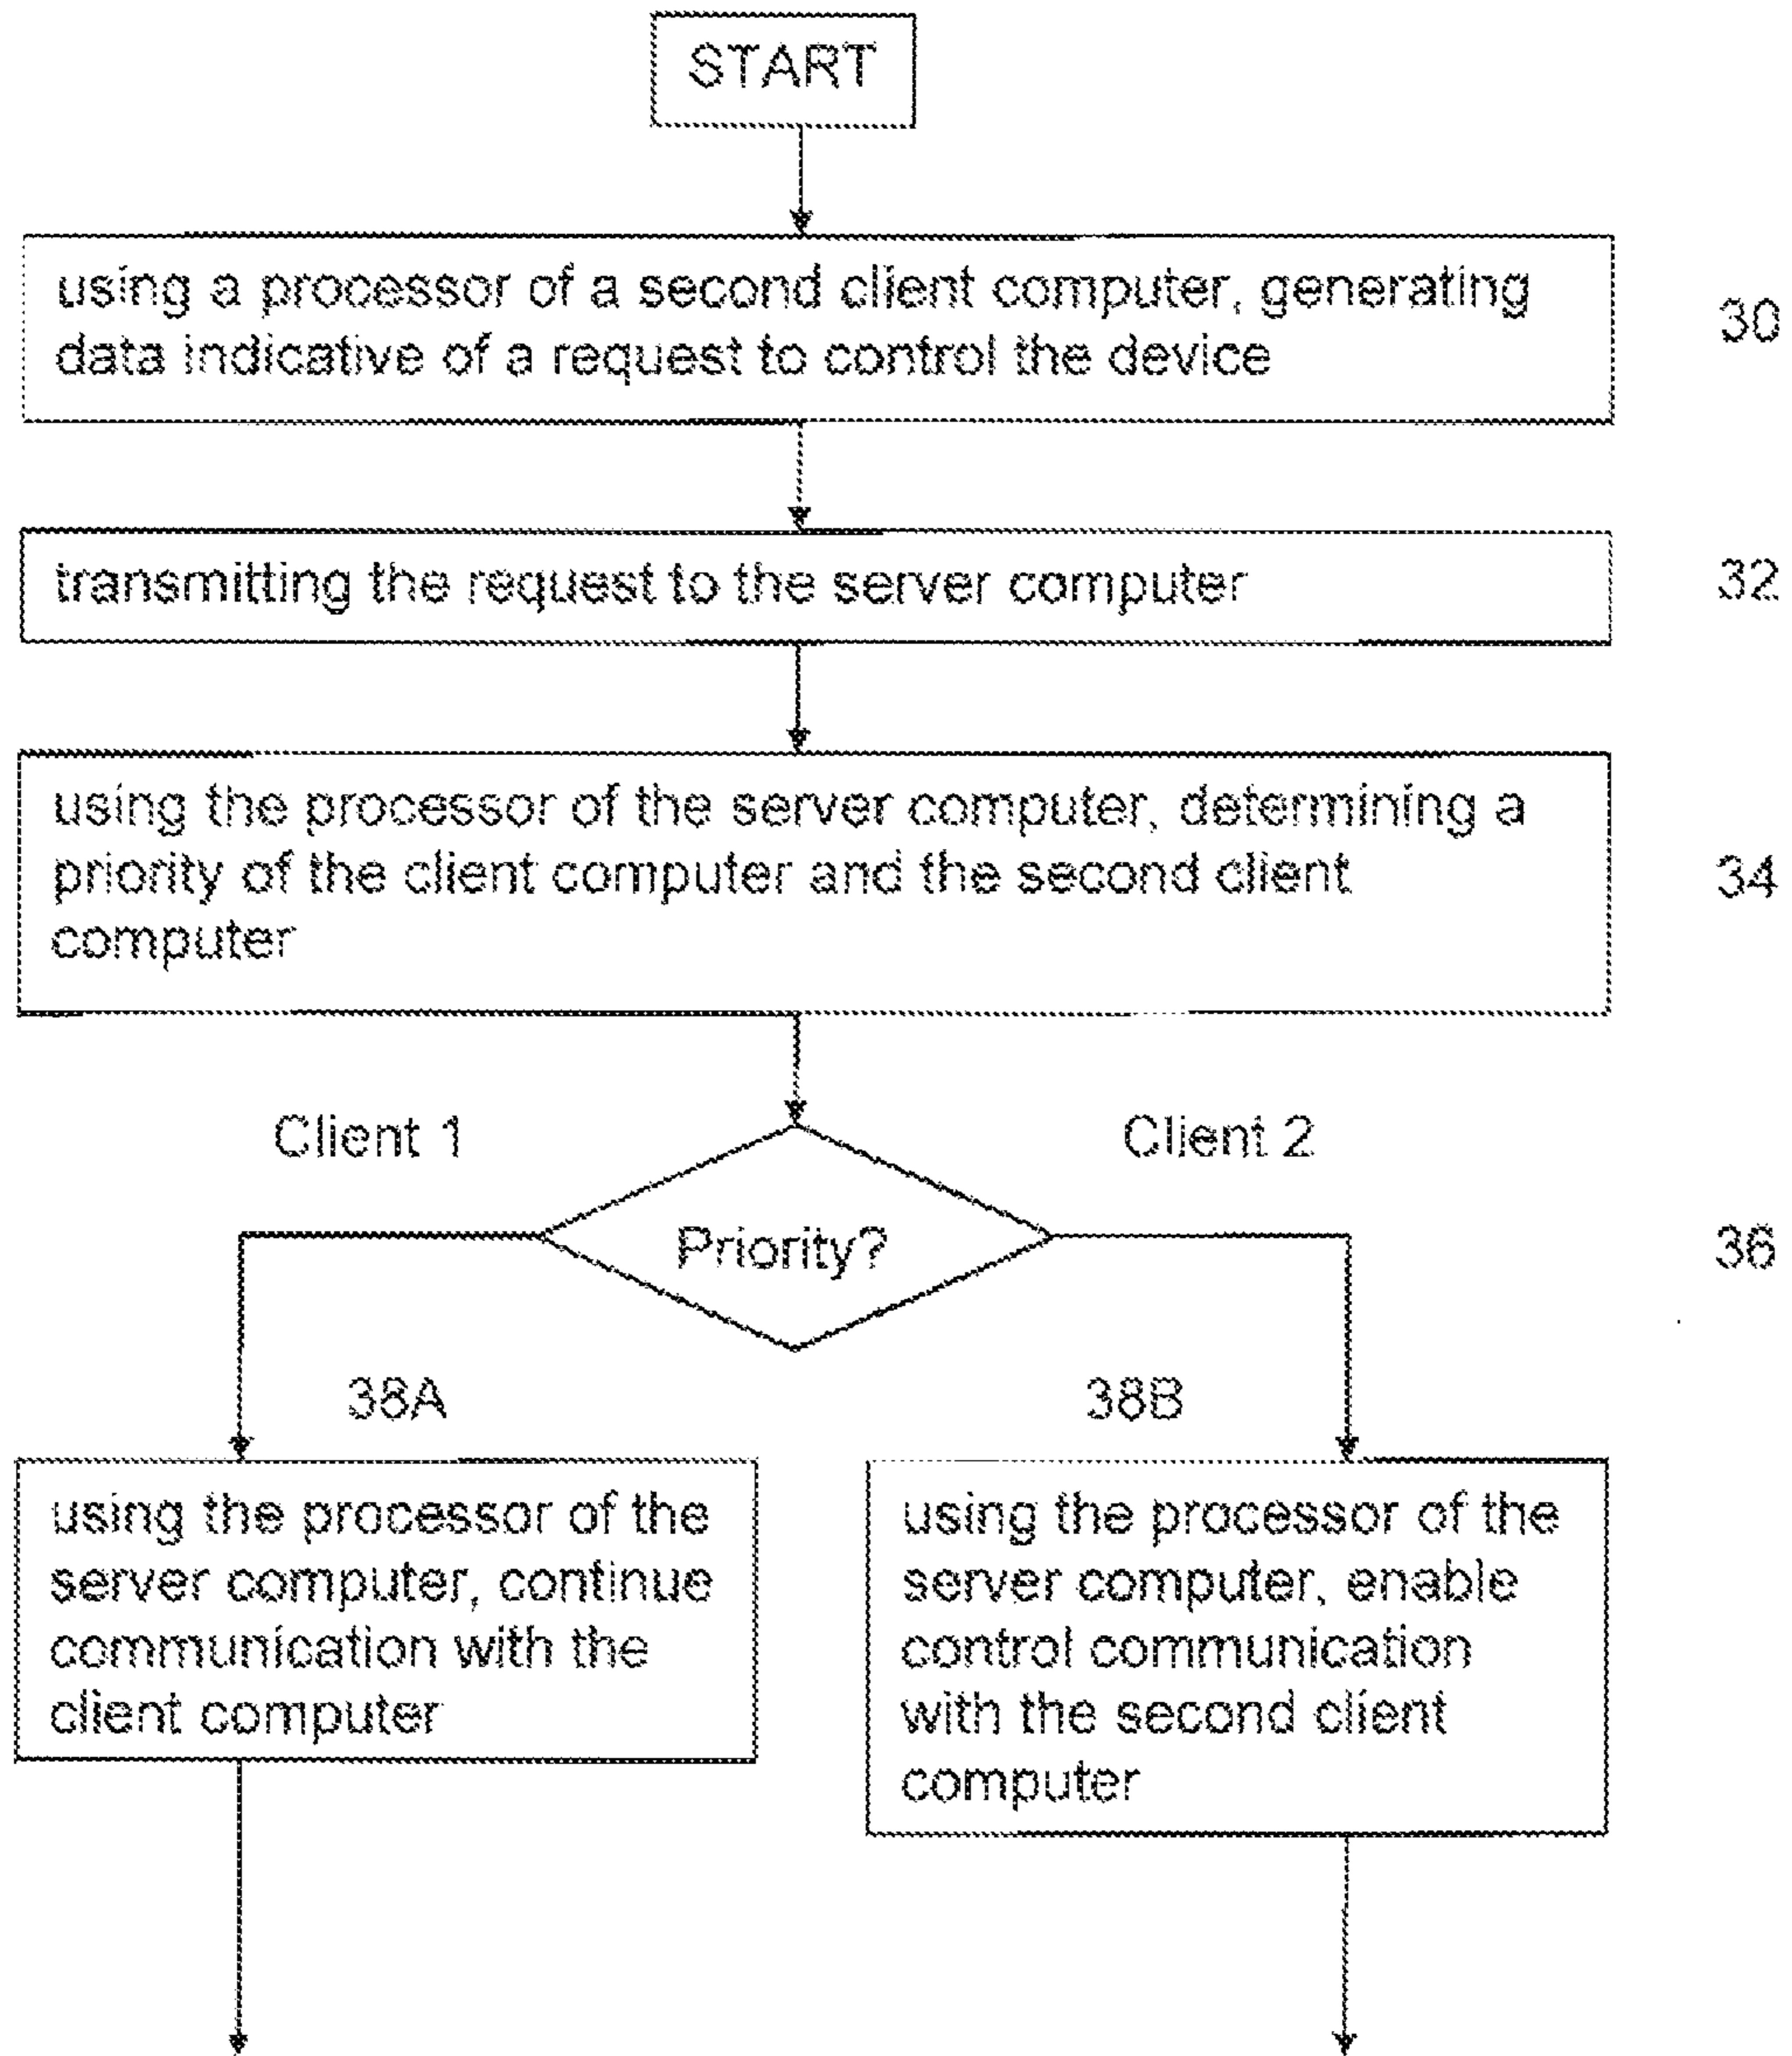 START
using a processor of a second client computer, generating
data indicative of a request to control the device
30
transmitting the request to the server computer
32
using the processor of the server computer, determining a
priority of the client computer and the second client
computer
34
Client 1
Client 2
Priority?
36
38A
38B
using the processor of the
server computer, continue
communication with the
client computer
using the processor of the
server computer, enable
control communication
with the second client
computer